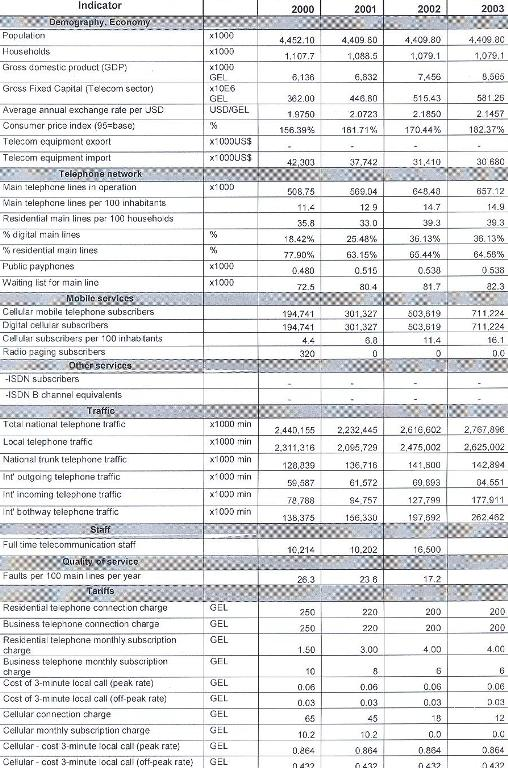 Indicator 2000 2001 2002 2003
Demography, Economy
Population x1000 4,452.10 4,409.80 4,409.80 4,409.80
Households x1000 1,107.7 1,088.5 1,079.1 1,079.1
Gross domestic product (GDP) x1000 GEL 6,136 6,832 7,456 8,565
Gross Fixed Capital (Telecom sector) x10E6 GEL 362.00 446.80 515.43 581.26
Average annual exchange rate per USD USD/GEL 1.9750 2.0723 2.1850 2.1457
Consumer price index (95=base) % 156.39% 161.71% 170.44% 182.37%
Telecom equipment export x1000US$ - - - -
Telecom equipment import x1000US$ 42,303 37,742 31,410 30 680
Telephone network
Main telephone lines in operation x1000 508.75 569.04 648.48 657.12
Main telephone lines per 100 inhabitants 11.4 12.9 14.7 14.9
Residential main lines per 100 households 35.8 33.0 39.3 39.3
% digital main lines % 18.42% 25.48% 36.13% 36.13%
% residential main lines % 77.90% 63.15% 65.44% 64.58%
Public payphones x1000 0.480 0.515 0.538 0.538
Waiting list for main line x1000 72.5 80.4 81.7 82.3
Mobile services
Cellular mobile telephone subscribers 194,741 301,327 503,619 711,224
Digital cellular subscribers 194,741 301,327 503,619 711,224
Cellular subscribers per 100 inhabitants 4.4 6.8 11.4 16.1
Radio paging subscribers 320 0 0 0.0
Other services
-ISDN subscribers - - - -
-ISDN B channel equivalents - - - -
Traffic
Total national telephone traffic x1000 min 2,440,155 2,232,445 2,616,602 2,767,896
Local telephone traffic x1000 min 2,311,316 2,095,729 2,475,002 2,625,002
National trunk telephone traffic x1000 min 128,839 136,716 141,600 142,894
Int' outgoing telephone traffic x1000 min 59,587 61,572 69,893 84,551
Int' incoming telephone traffic x1000 min 78,788 94,757 127,799 177,911
Int' bothway telephone traffic x1000 min 138,375 156,330 197,692 262,462
Staff
Full time telecommunication staff 10,214 10,202 16,500
Quality of service
Faults per 100 main lines per year 26.3 23.6 17.2
Tariffs
Residential telephone connection charge GEL 250 220 200 200
Business telephone connection charge GEL 250 220 200 200
Residential telephone monthly subscription
charge GEL 1.50 3.00 4.00 4.00
Business telephone monthly subscription
charge GEL 10 8 6 6
Cost of 3-minute local call (peak rate) GEL 0.06 0.06 0.06 0.06
Cost of 3-minute local call (off-peak rate) GEL 0.03 0.03 0.03 0.03
Cellular connection charge GEL 65 45 18 12
Cellular monthly subscription charge GEL 10.2 10.2 0.0 0.0
Cellular - cost 3-minute local call (peak rate) GEL 0.864 0.864 0.864 0.864
Cellular - cost 3-minute local call (off-peak rate) GEL 0.432 0.432 0.432 0.432